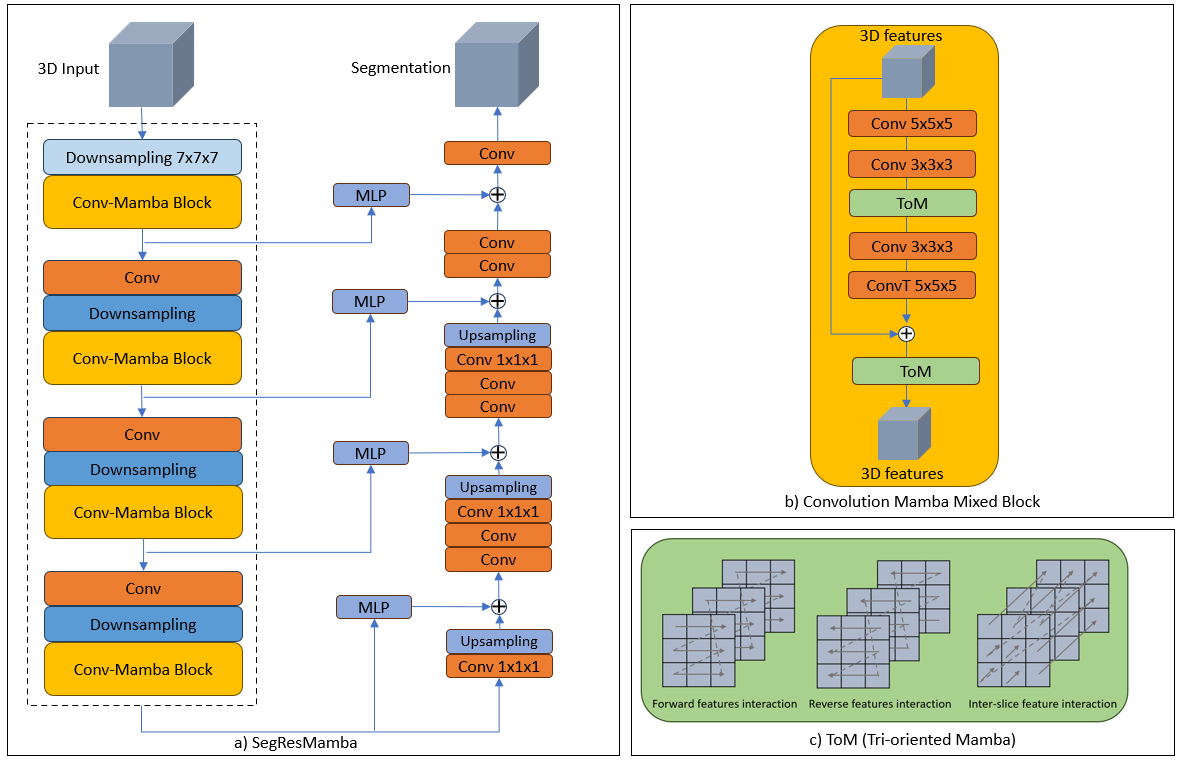 3D Input
Downsampling 7x7x7
Conv-Mamba Block
Conv
Downsampling
Conv-Mamba Block
Conv
Downsampling
Conv-Mamba Block
Conv
Downsampling
Conv-Mamba Block
MLP
MLP
MLP
MLP
Segmentation
Conv
Conv
Conv
Upsampling
Conv 1x1x1
Conv
Conv
Upsampling
Conv 1x1x1
Conv
Conv
Upsampling
Conv 1x1x1
a) SegResMamba
3D features
Conv 5x5x5
Conv 3x3x3
ToM
Conv 3x3x3
ConvT 5x5x5
ToM
3D features
b) Convolution Mamba Mixed Block
Forward features interaction
Reverse features interaction
Inter-slice feature interaction
c) ToM (Tri-oriented Mamba)